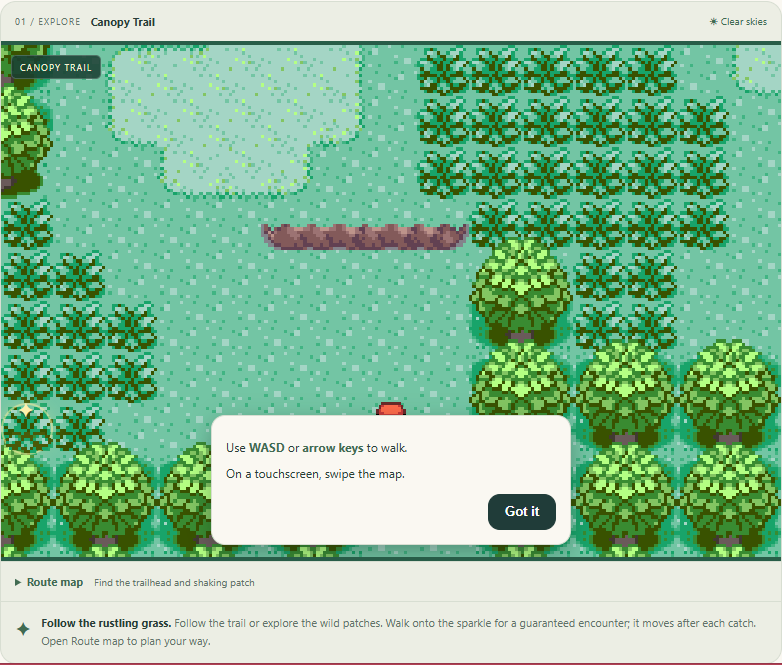 01 / EXPLORE Canopy Trail
☀ Clear skies
CANOPY TRAIL
Use WASD or arrow keys to walk.
On a touchscreen, swipe the map.
Got it
▶ Route map Find the trailhead and shaking patch
Follow the rustling grass. Follow the trail or explore the wild patches. Walk onto the sparkle for a guaranteed encounter; it moves after each catch.
Open Route map to plan your way.